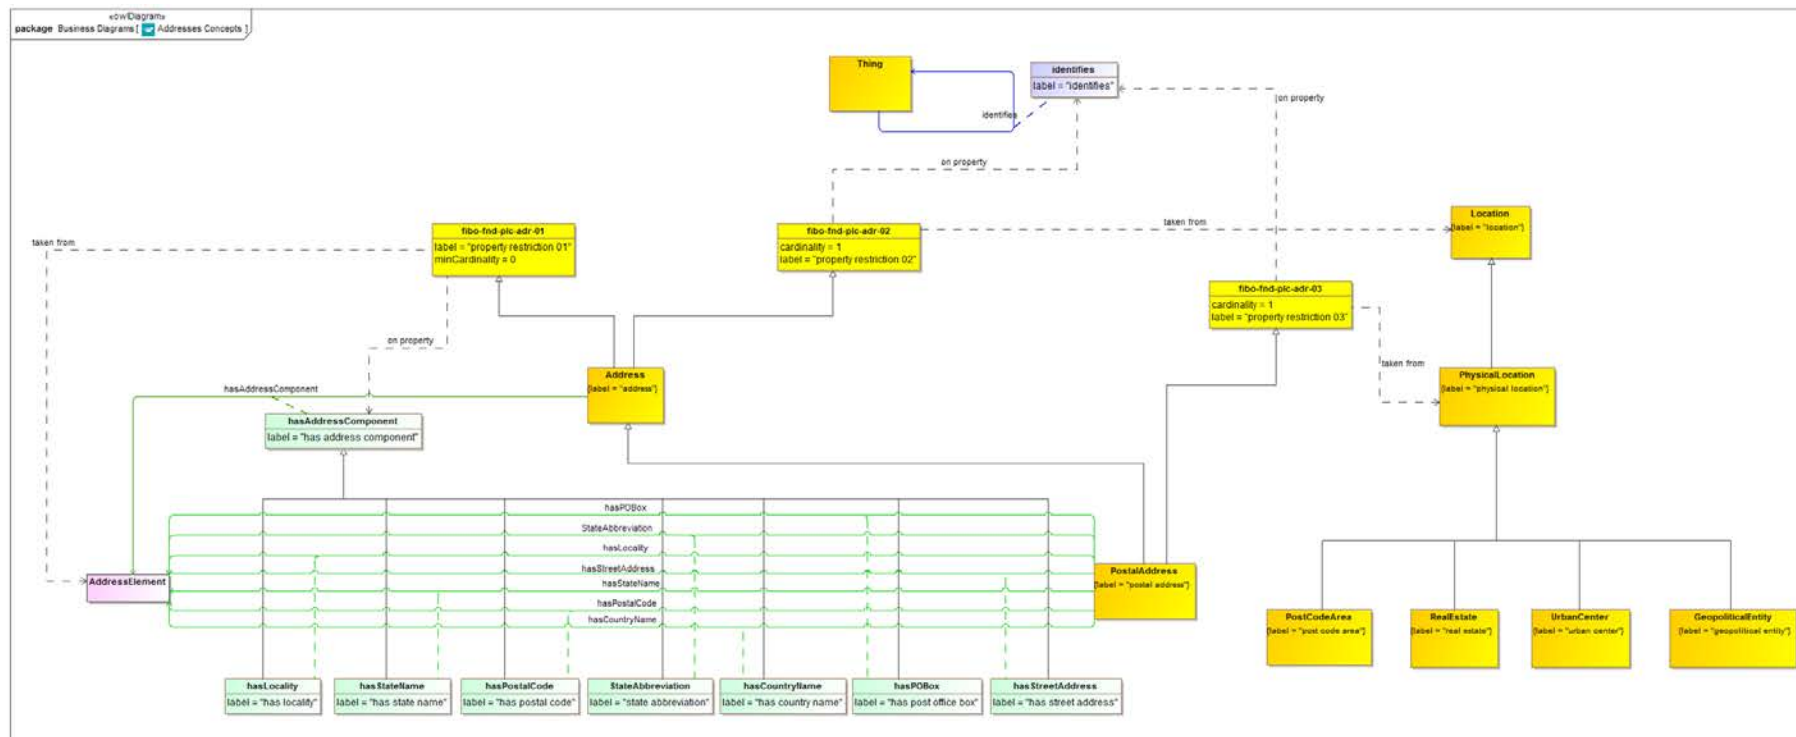 «owlDiagram»
package Business Diagrams [ Addresses Concepts ]
Thing
identifies
label = "identifies"
identifies
on property
on property
taken from
fibo-fnd-plc-adr-01
label = "property restriction 01"
minCardinality = 0
fibo-fnd-plc-adr-02
cardinality = 1
label = "property restriction 02"
taken from
Location
[label = "location"]
fibo-fnd-plc-adr-03
cardinality = 1
label = "property restriction 03"
on property
taken from
hasAddressComponent
hasAddressComponent
label = "has address component"
Address
[label = "address"]
PhysicalLocation
[label = "physical location"]
hasPOBox
StateAbbreviation
hasLocality
hasStreetAddress
hasStateName
hasPostalCode
hasCountryName
AddressElement
PostalAddress
[label = "postal address"]
PostCodeArea
[label = "post code area"]
RealEstate
[label = "real estate"]
UrbanCenter
[label = "urban center"]
GeopoliticalEntity
[label = "geopolitical entity"]
hasLocality
label = "has locality"
hasStateName
label = "has state name"
hasPostalCode
label = "has postal code"
StateAbbreviation
label = "state abbreviation"
hasCountryName
label = "has country name"
hasPOBox
label = "has post office box"
hasStreetAddress
label = "has street address"